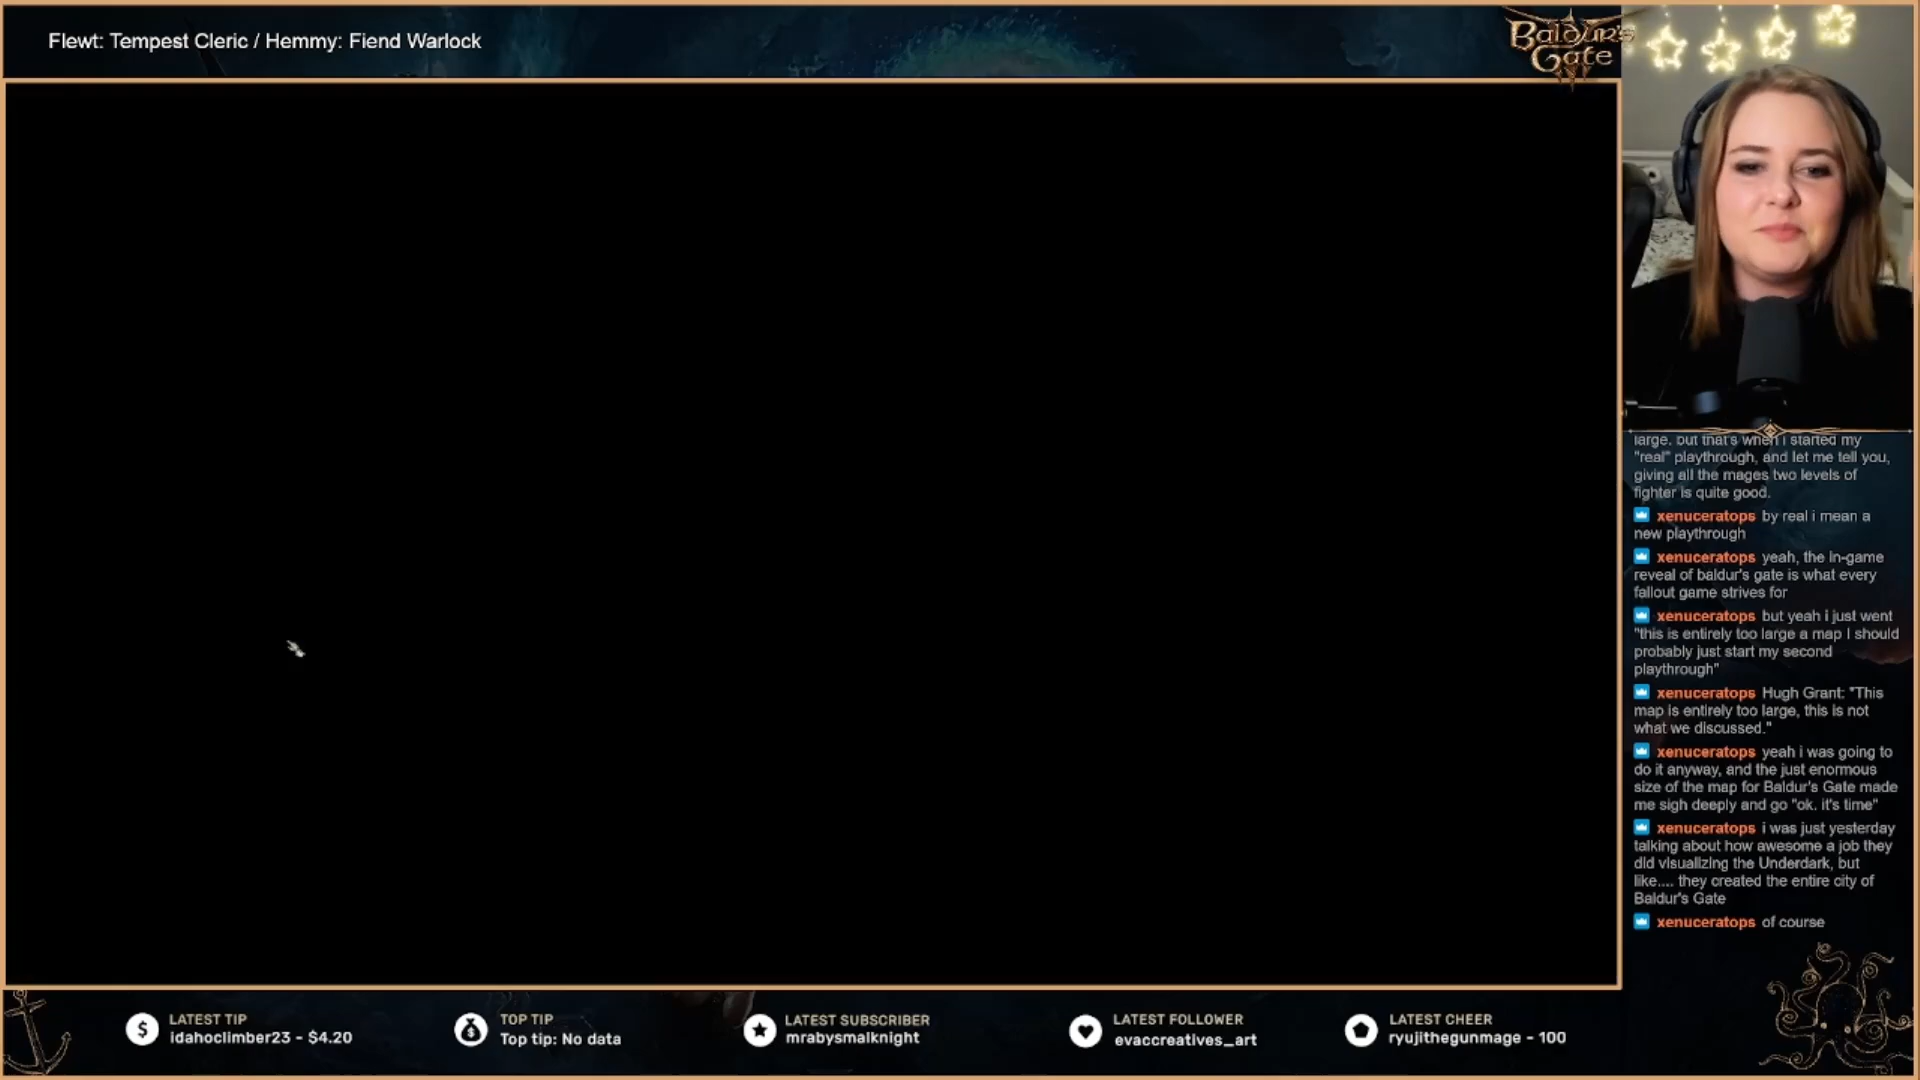 Flewt: Tempest Cleric / Hemmy: Fiend Warlock
Baldur's
Gate
large. but that's when i started my
"real" playthrough, and let me tell you,
giving all the mages two levels of
fighter is quite good.
xenuceratops by real i mean a
new playthrough
xenuceratops yeah, the in-game
reveal of baldur's gate is what every
fallout game strives for
xenuceratops but yeah i just went
"this is entirely too large a map I should
probably just start my second
playthrough"
xenuceratops Hugh Grant: "This
map is entirely too large, this is not
what we discussed."
xenuceratops yeah i was going to
do it anyway, and the just enormous
size of the map for Baldur's Gate made
me sigh deeply and go "ok. it's time"
xenuceratops i was just yesterday
talking about how awesome a job they
did visualizing the Underdark, but
like.... they created the entire city of
Baldur's Gate
xenuceratops of course
LATEST TIP
idahoclimber23 - $4.20
TOP TIP
Top tip: No data
LATEST SUBSCRIBER
mrabysmalknight
LATEST FOLLOWER
evaccreatives_art
LATEST CHEER
ryujithegunmage - 100